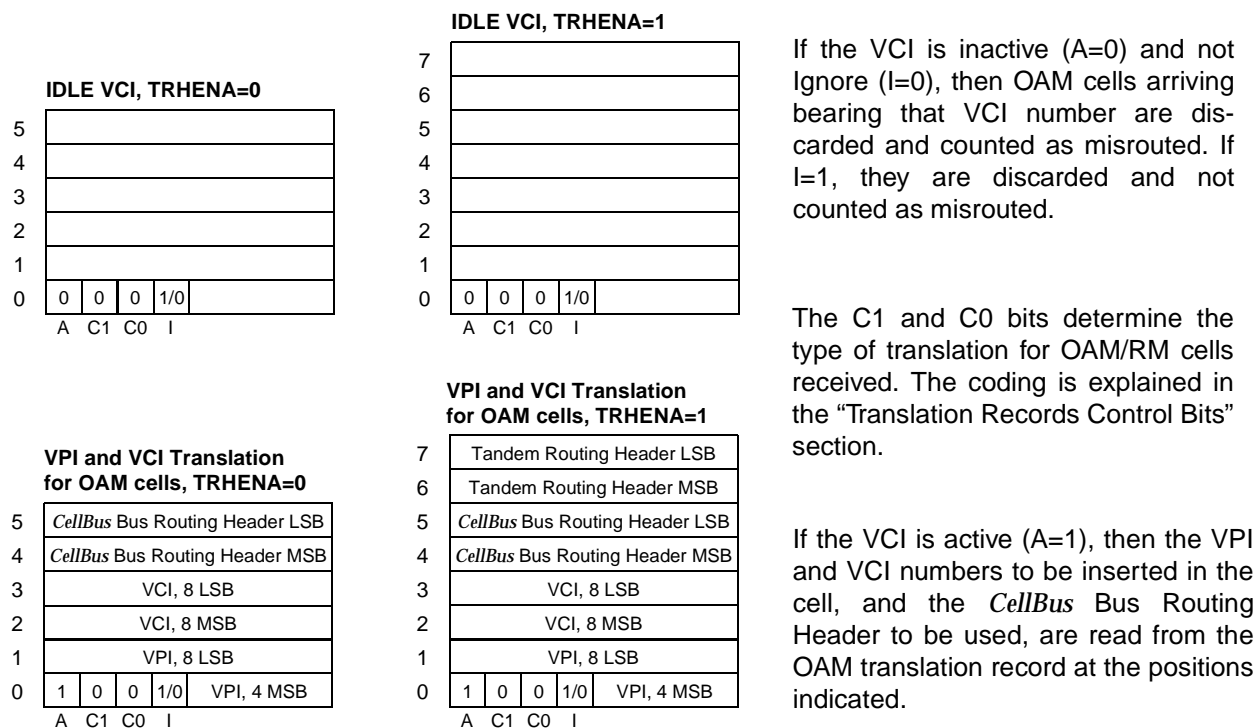 IDLE VCI, TRHENA=0
5
4
3
2
1
0 0 0 0 1/0
A C1 C0 I
IDLE VCI, TRHENA=1
7
6
5
4
3
2
1
0 0 0 0 1/0
A C1 C0 I
If the VCI is inactive (A=0) and not
Ignore (I=0), then OAM cells arriving
bearing that VCI number are dis-
carded and counted as misrouted. If
I=1, they are discarded and not
counted as misrouted.
The C1 and C0 bits determine the
type of translation for OAM/RM cells
received. The coding is explained in
the “Translation Records Control Bits”
section.
VPI and VCI Translation
for OAM cells, TRHENA=0
5 CellBus Bus Routing Header LSB
4 CellBus Bus Routing Header MSB
3 VCI, 8 LSB
2 VCI, 8 MSB
1 VPI, 8 LSB
0 1 0 0 1/0 VPI, 4 MSB
A C1 C0 I
VPI and VCI Translation
for OAM cells, TRHENA=1
7 Tandem Routing Header LSB
6 Tandem Routing Header MSB
5 CellBus Bus Routing Header LSB
4 CellBus Bus Routing Header MSB
3 VCI, 8 LSB
2 VCI, 8 MSB
1 VPI, 8 LSB
0 1 0 0 1/0 VPI, 4 MSB
A C1 C0 I
If the VCI is active (A=1), then the VPI
and VCI numbers to be inserted in the
cell, and the CellBus Bus Routing
Header to be used, are read from the
OAM translation record at the positions
indicated.